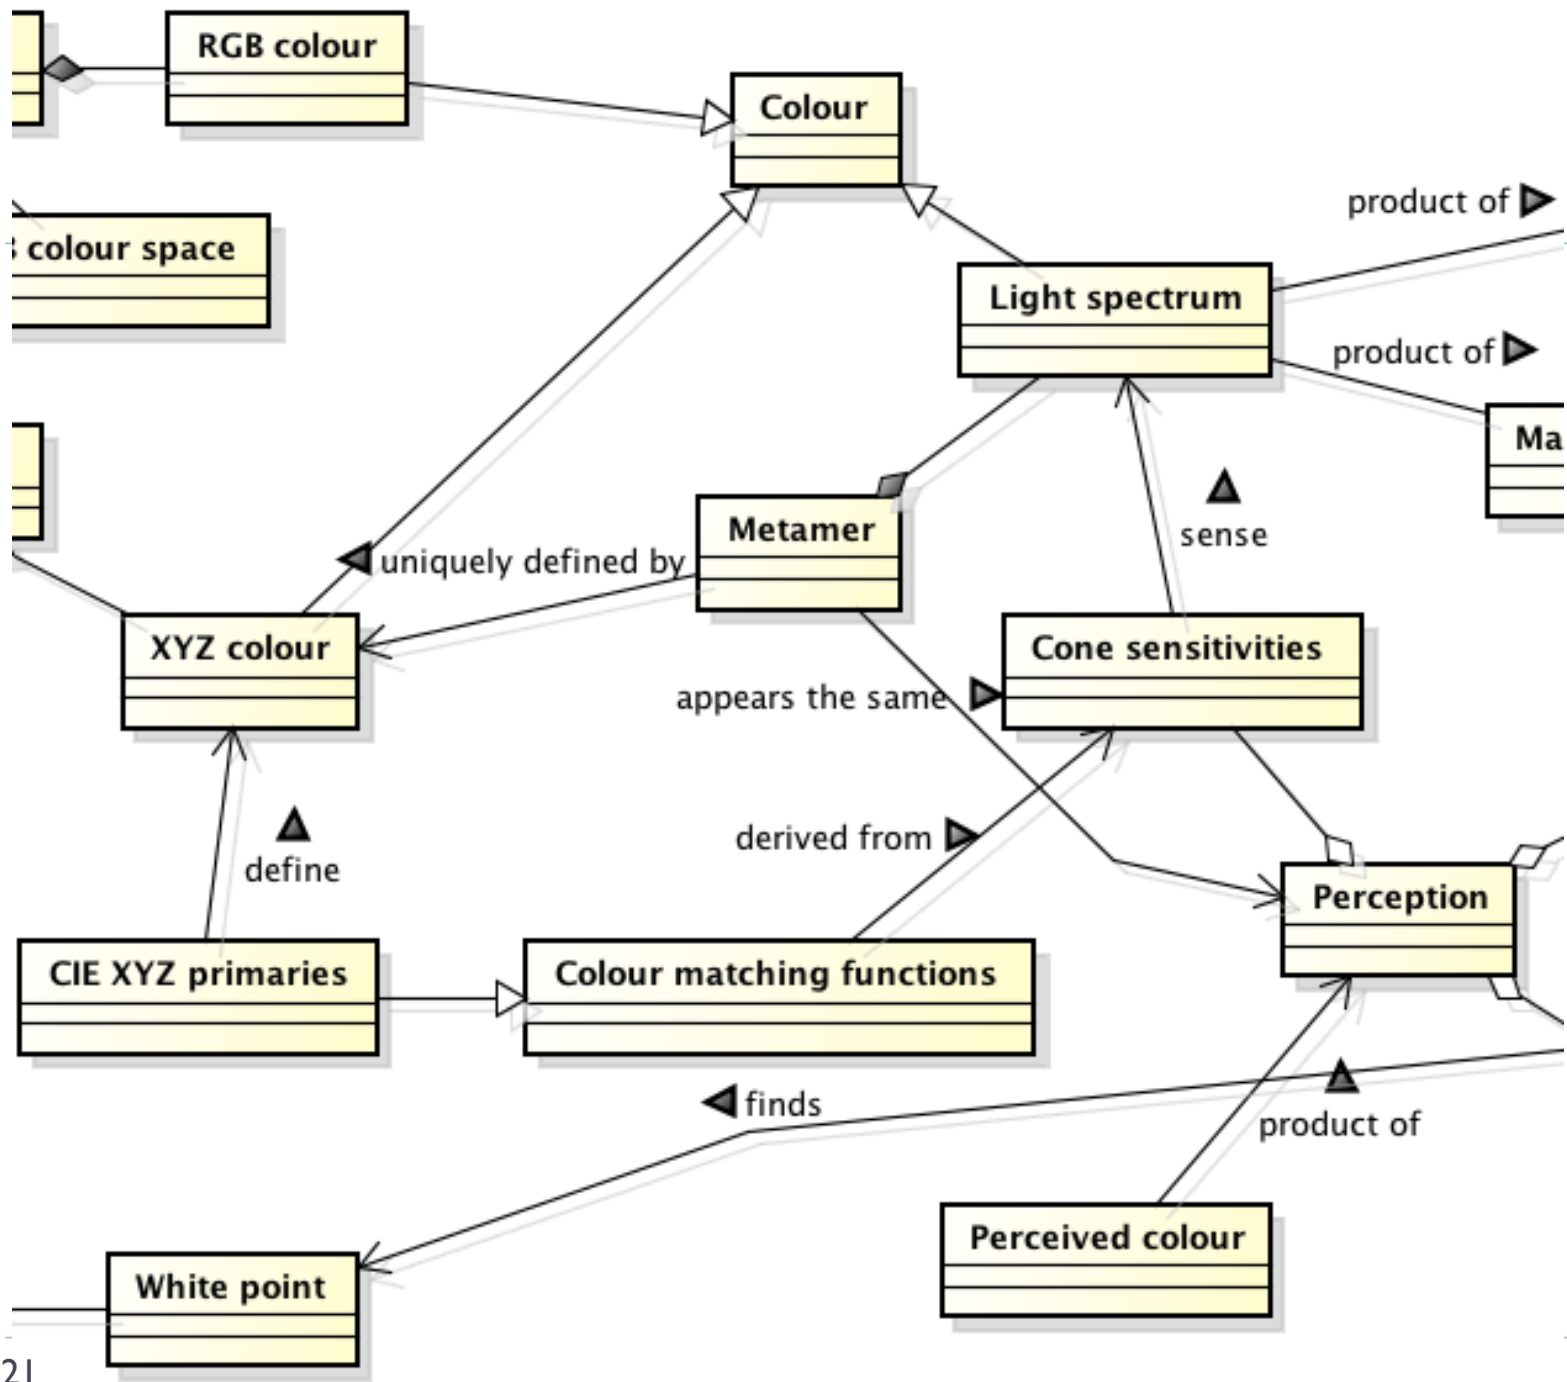 RGB colour
Colour
product of
colour space
Light spectrum
product of
Ma
Metamer
sense
uniquely defined by
XYZ colour
Cone sensitivities
appears the same
derived from
define
Perception
CIE XYZ primaries
Colour matching functions
finds
product of
Perceived colour
White point
21